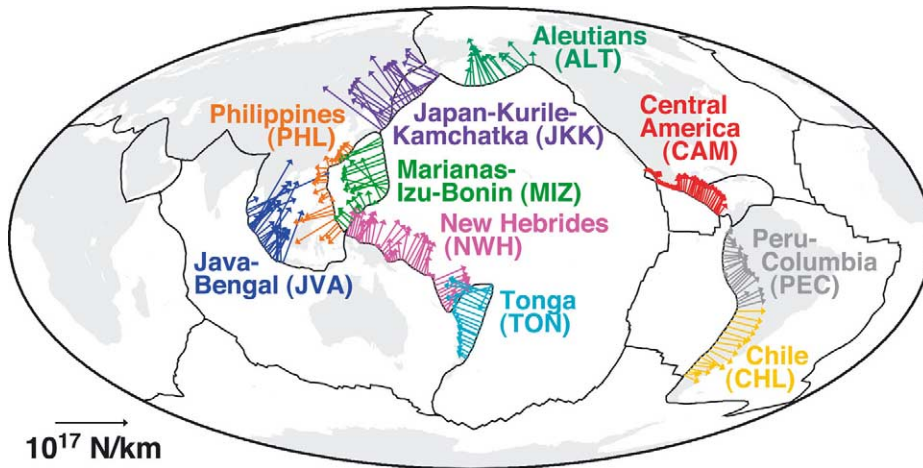 Aleutians
(ALT)
Philippines
(PHL)
Japan-Kurile-
Kamchatka (JKK)
Central
America
(CAM)
Marianas-
Izu-Bonin (MIZ)
New Hebrides
(NWH)
Java-
Bengal (JVA)
Peru-
Columbia
(PEC)
Tonga
(TON)
Chile
(CHL)
10¹⁷ N/km